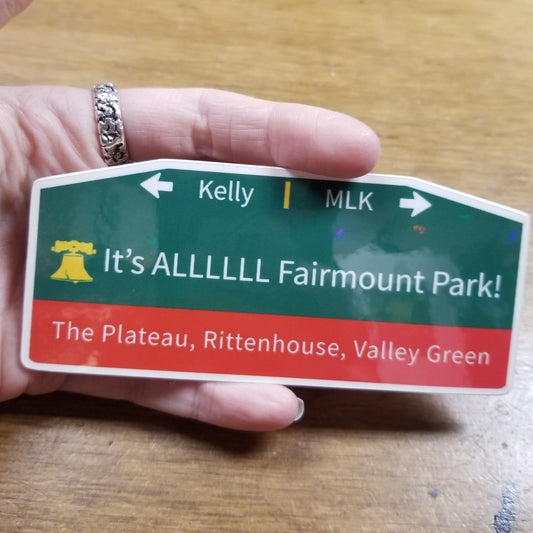 ← Kelly | MLK →
It's ALLLLLL Fairmount Park!
The Plateau, Rittenhouse, Valley Green